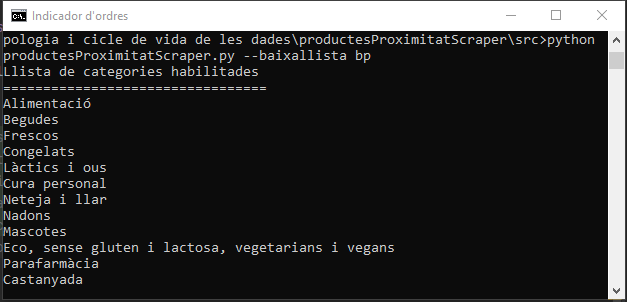 Indicador d'ordres
pologia i cicle de vida de les dades\productesProximitatScraper\src>python
productesProximitatScraper.py --baixallista bp
Llista de categories habilitades
=================================
Alimentació
Begudes
Frescos
Congelats
Làctics i ous
Cura personal
Neteja i llar
Nadons
Mascotes
Eco, sense gluten i lactosa, vegetarians i vegans
Parafarmàcia
Castanyada